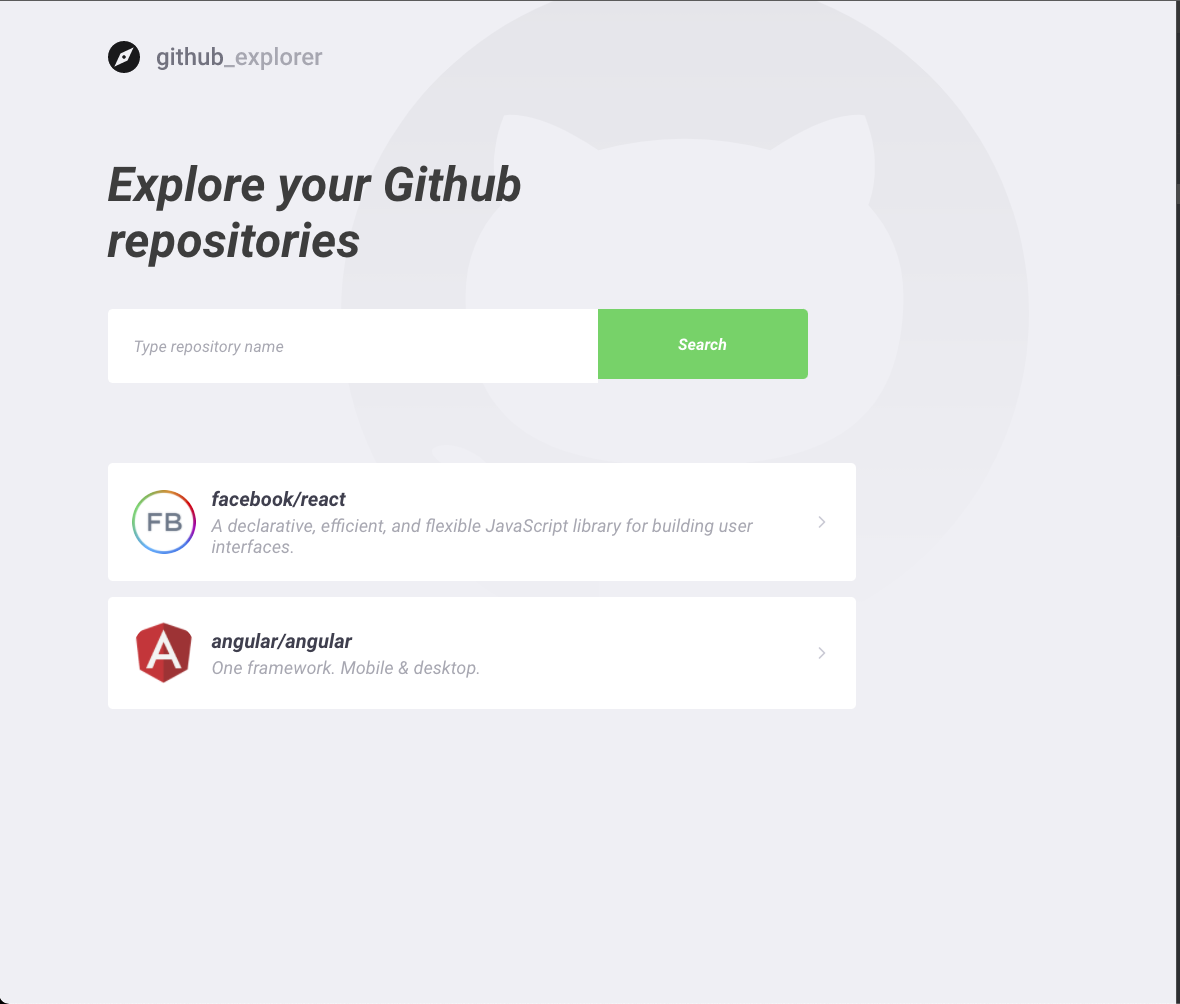 github_explorer
Explore your Github
repositories
Type repository name
Search
facebook/react
FB
A declarative, efficient, and flexible JavaScript library for building user
interfaces.
angular/angular
A
One framework. Mobile & desktop.